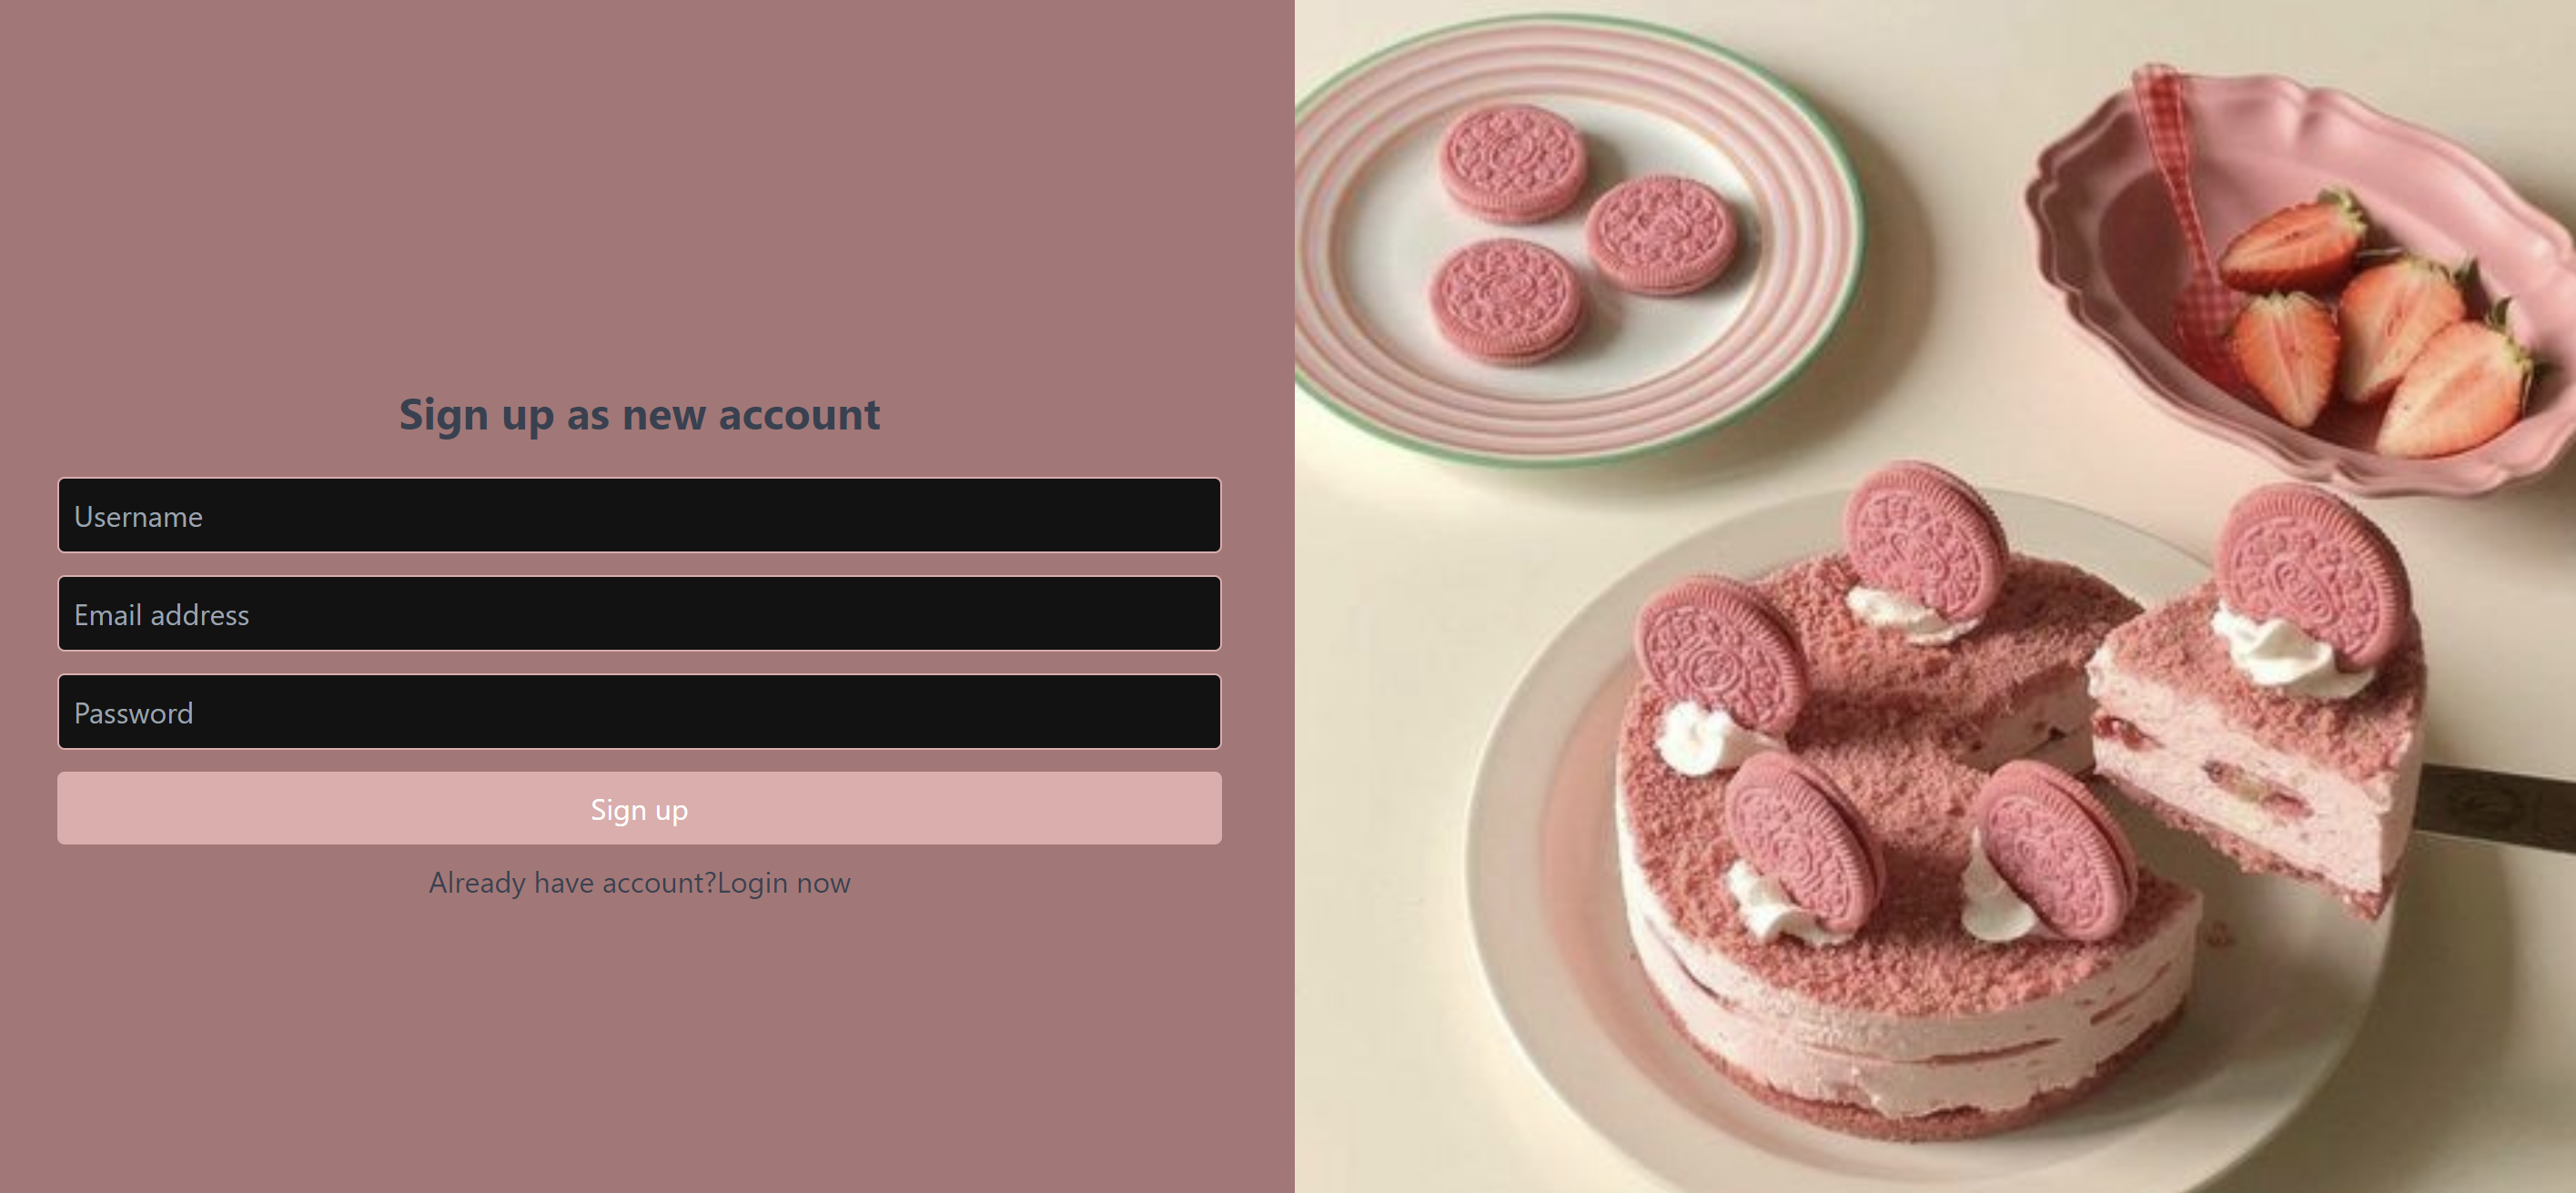 Sign up as new account
Username
Email address
Password
Sign up
Already have account?Login now